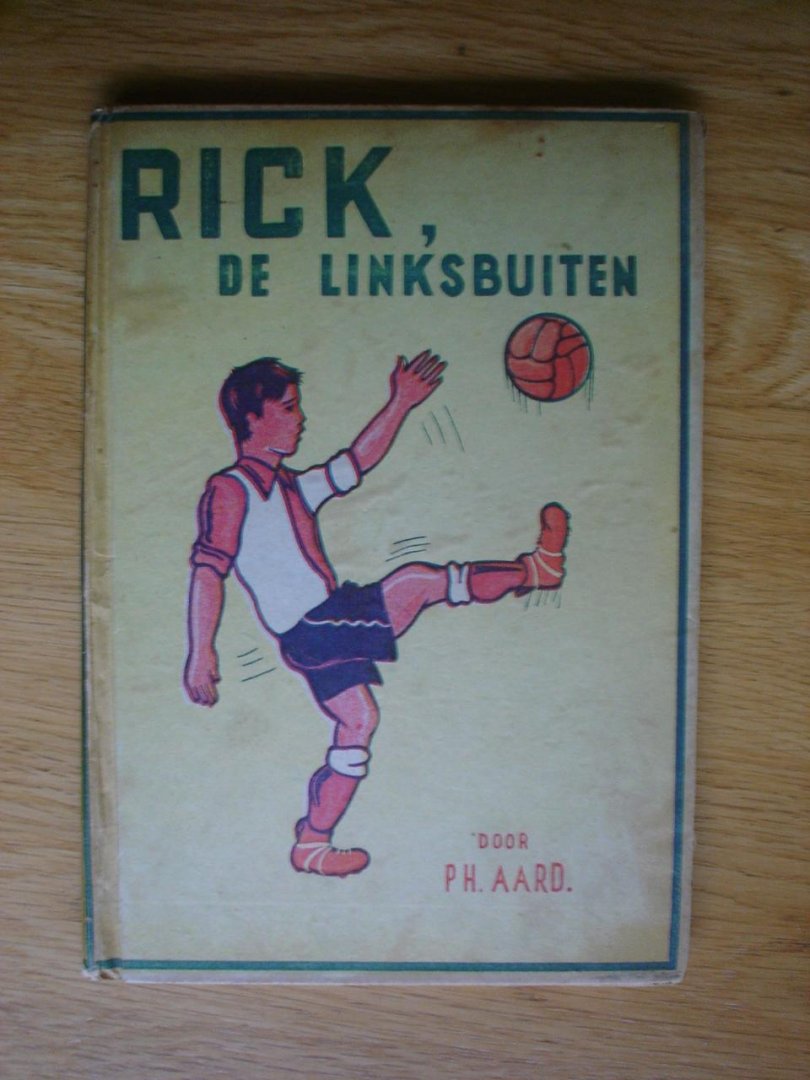 RICK,
DE LINKSBUITEN
DOOR
PH. AARD.